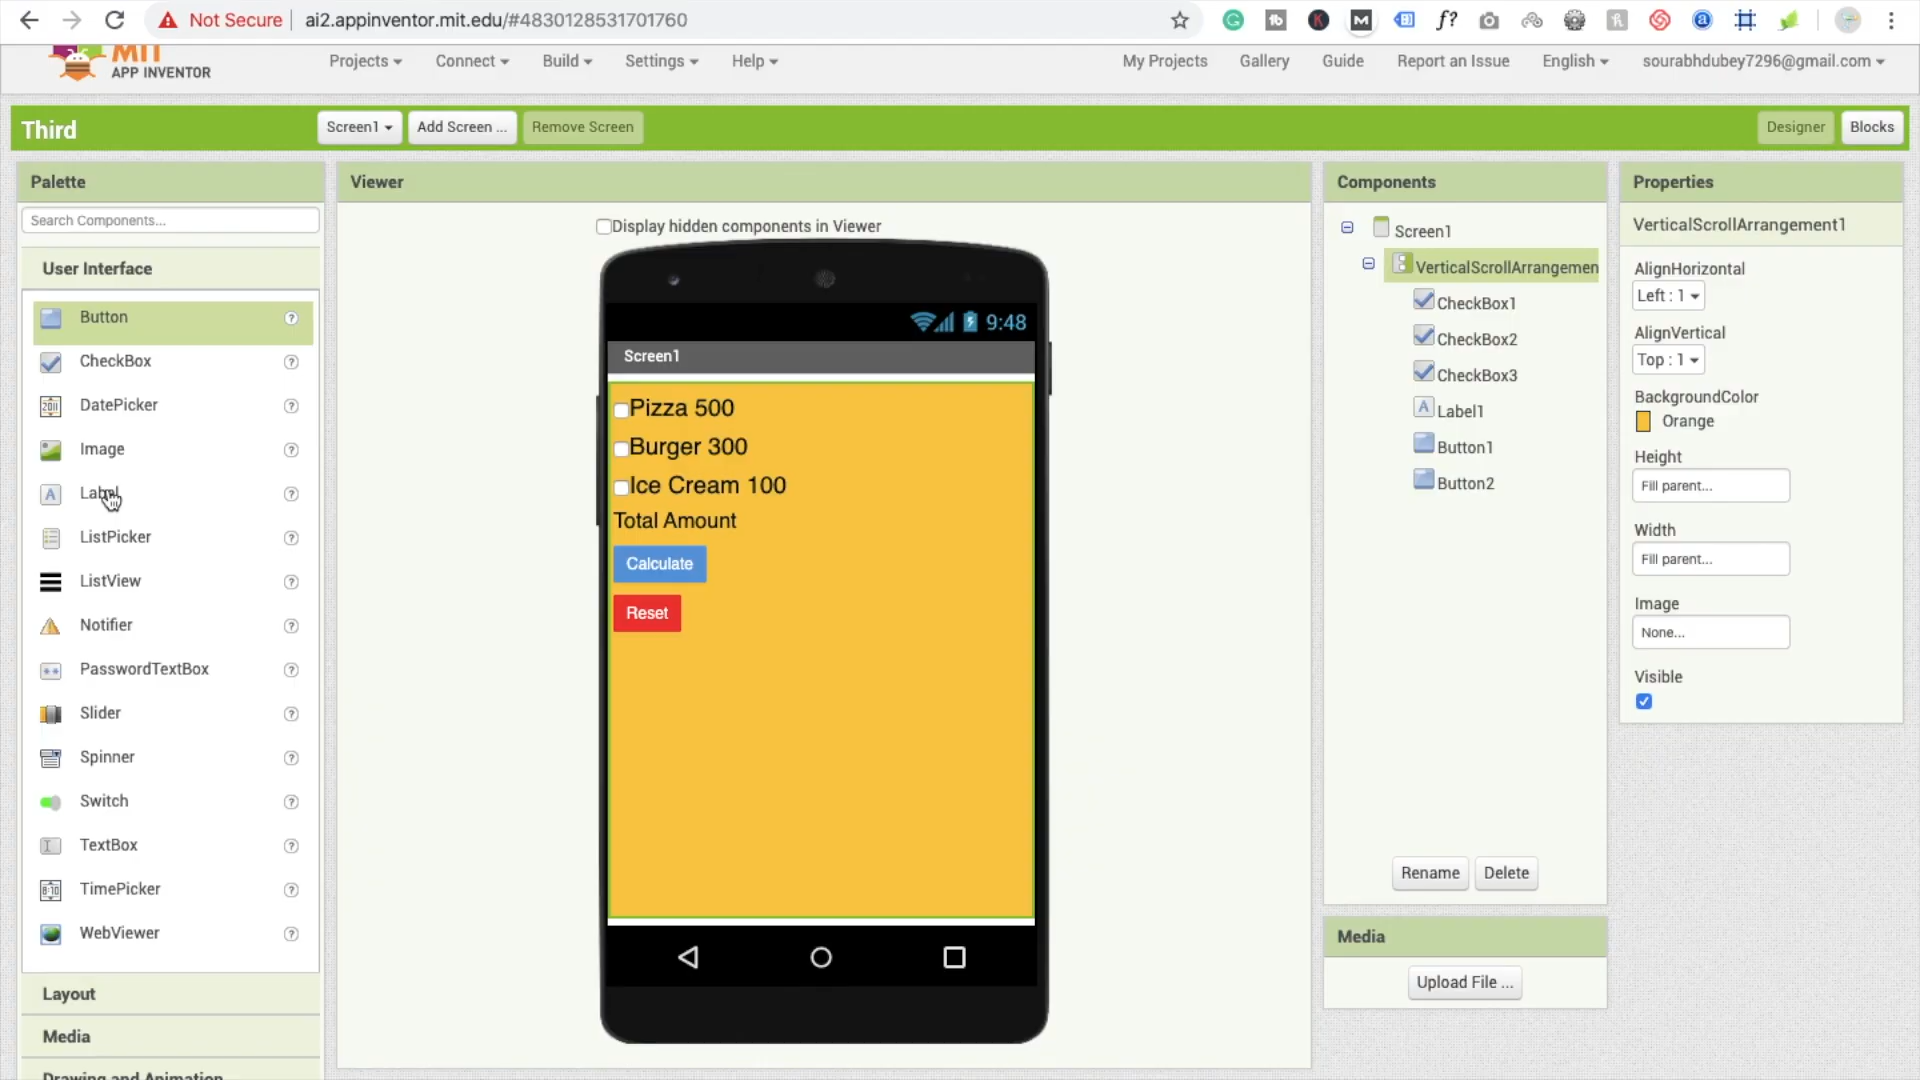 Not Secure
ai2.appinventor.mit.edu/#4830128531701760
MIT
APP INVENTOR
Projects
Connect
Build
Settings
Help
My Projects
Gallery
Guide
Report an Issue
English
sourabhdubey7296@gmail.com
Third
Screen1
Add Screen ...
Remove Screen
Designer
Blocks
Palette
Search Components...
User Interface
Button
CheckBox
DatePicker
Image
Label
ListPicker
ListView
Notifier
PasswordTextBox
Slider
Spinner
Switch
TextBox
TimePicker
WebViewer
Layout
Media
Drawing and Animation
Viewer
Display hidden components in Viewer
9:48
Screen1
Pizza 500
Burger 300
Ice Cream 100
Total Amount
Calculate
Reset
Components
Screen1
VerticalScrollArrangemen
CheckBox1
CheckBox2
CheckBox3
Label1
Button1
Button2
Rename
Delete
Media
Upload File ...
Properties
VerticalScrollArrangement1
AlignHorizontal
Left : 1
AlignVertical
Top : 1
BackgroundColor
Orange
Height
Fill parent...
Width
Fill parent...
Image
None...
Visible